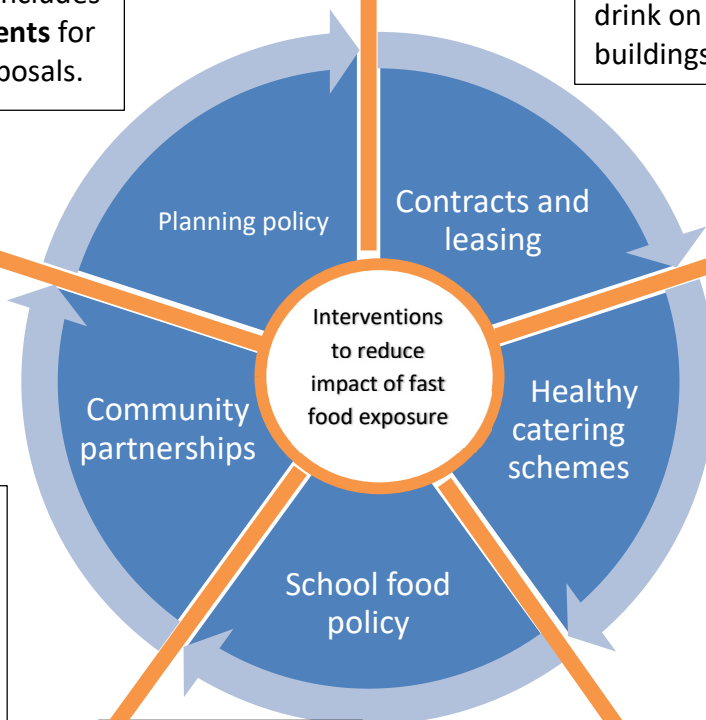 ents for
posals.
drink on
buildings
Planning policy
Contracts and
leasing
Interventions
to reduce
impact of fast
food exposure
Community
partnerships
Healthy
catering
schemes
School food
policy